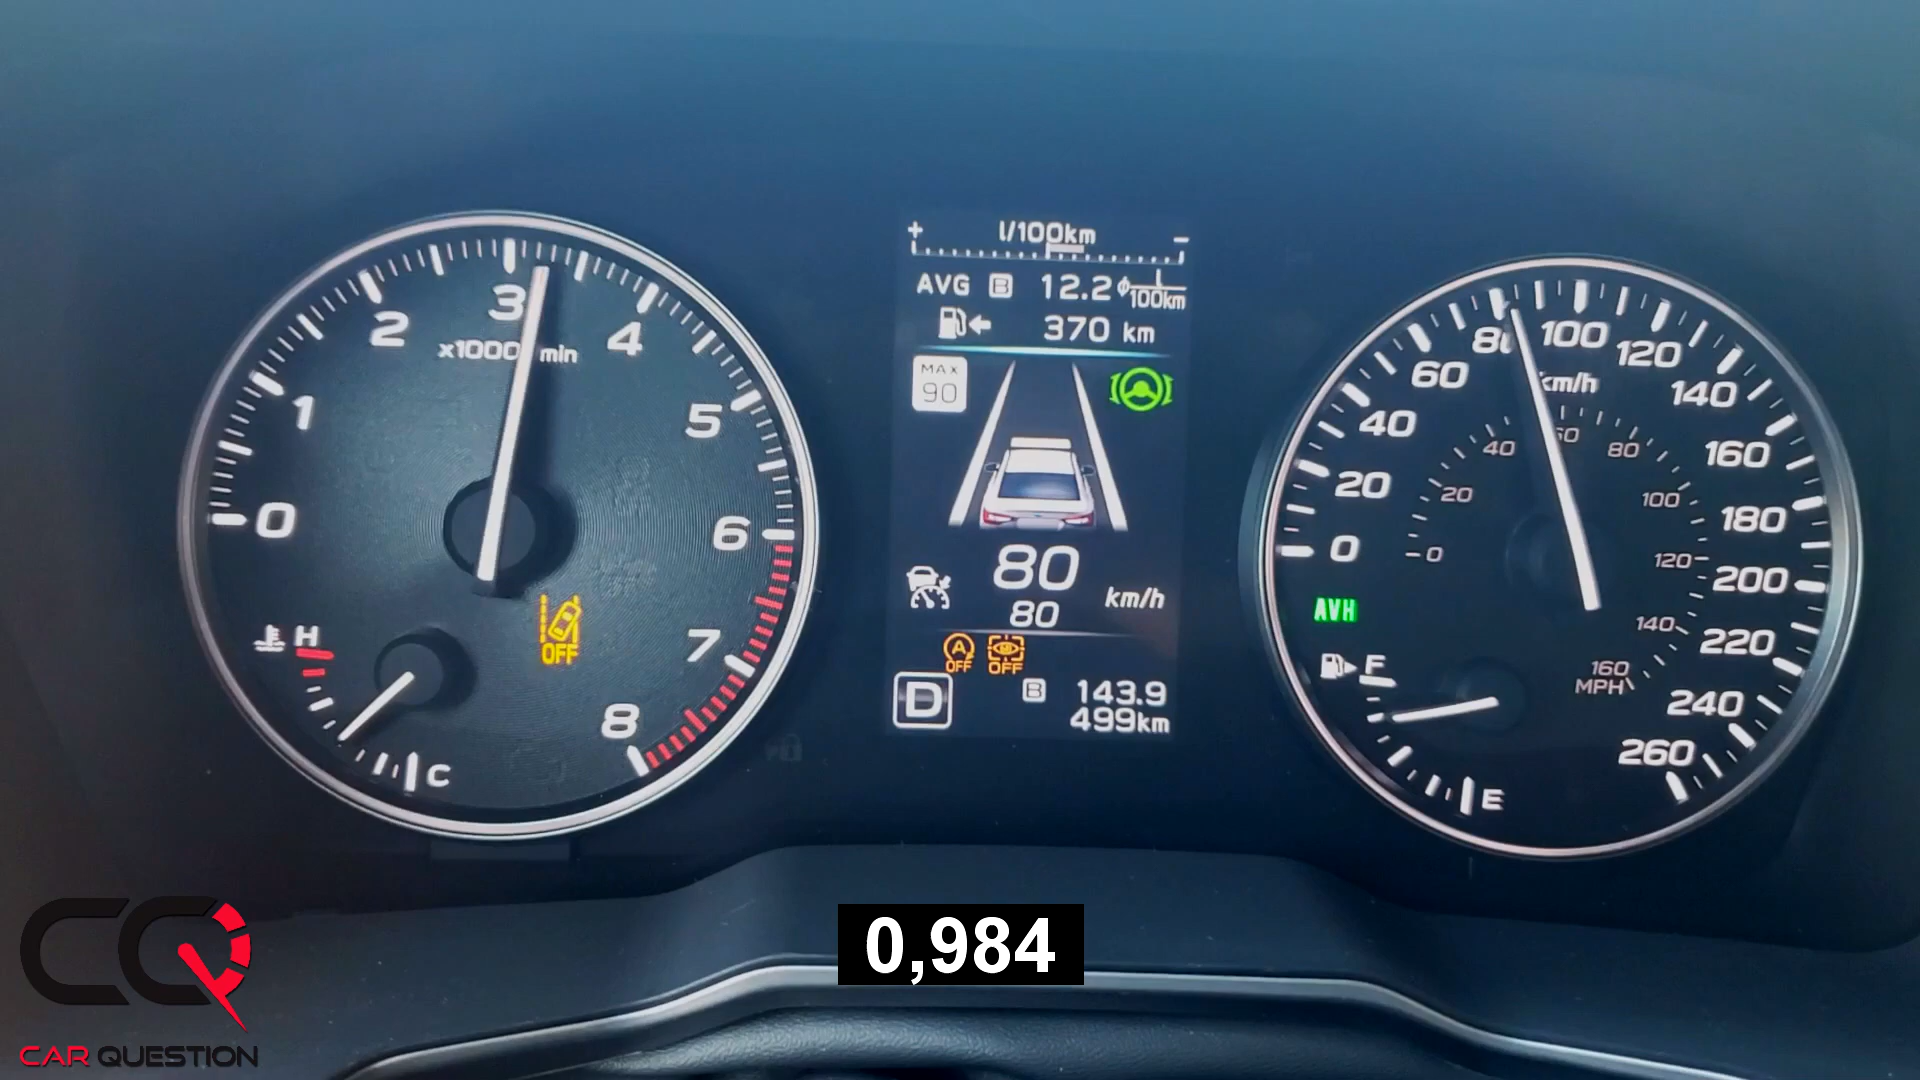 0
1
2
3
4
5
6
7
8
x1000 min
H
C
OFF
+ l/100km −
AVG B 12.2 100km
370 km
MAX
90
80
80
km/h
A
OFF
OFF
D
B 143.9
499km
0
20
40
60
80
100
120
140
160
180
200
220
240
260
km/h
0
20
40
60
80
100
120
140
160
MPH
AVH
F
E
0,984
CQ
CAR QUESTION